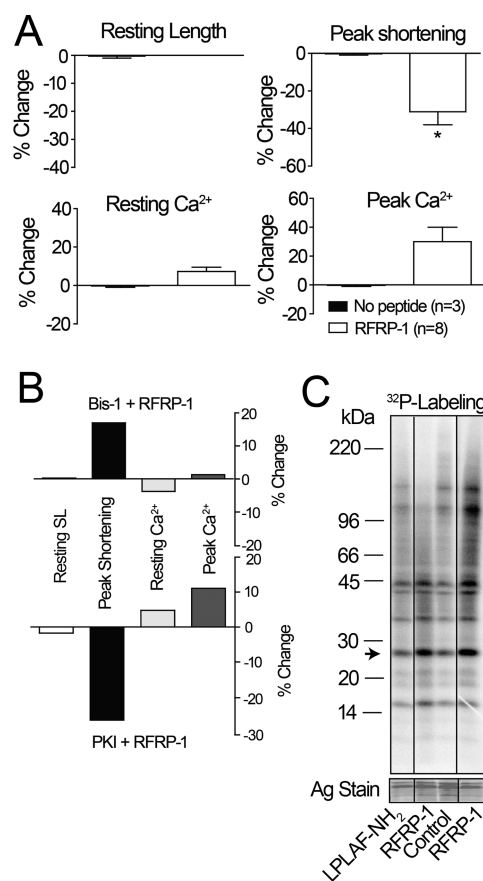 A
Resting Length
Peak shortening
% Change
0
-10
-20
-30
-40
% Change
0
-20
-40
-60
*
Resting Ca²⁺
Peak Ca²⁺
% Change
40
20
0
-20
% Change
60
40
20
0
-20
No peptide (n=3)
RFRP-1 (n=8)
B
Bis-1 + RFRP-1
20
10
0
-10
20
% Change
Resting SL
Peak Shortening
Resting Ca²⁺
Peak Ca²⁺
10
0
-10
-20
-30
% Change
PKI + RFRP-1
C
³²P-Labeling
kDa
220
96
66
45
30
20
14
Ag Stain
LPLAF-NH₂
RFRP-1
Control
RFRP-1